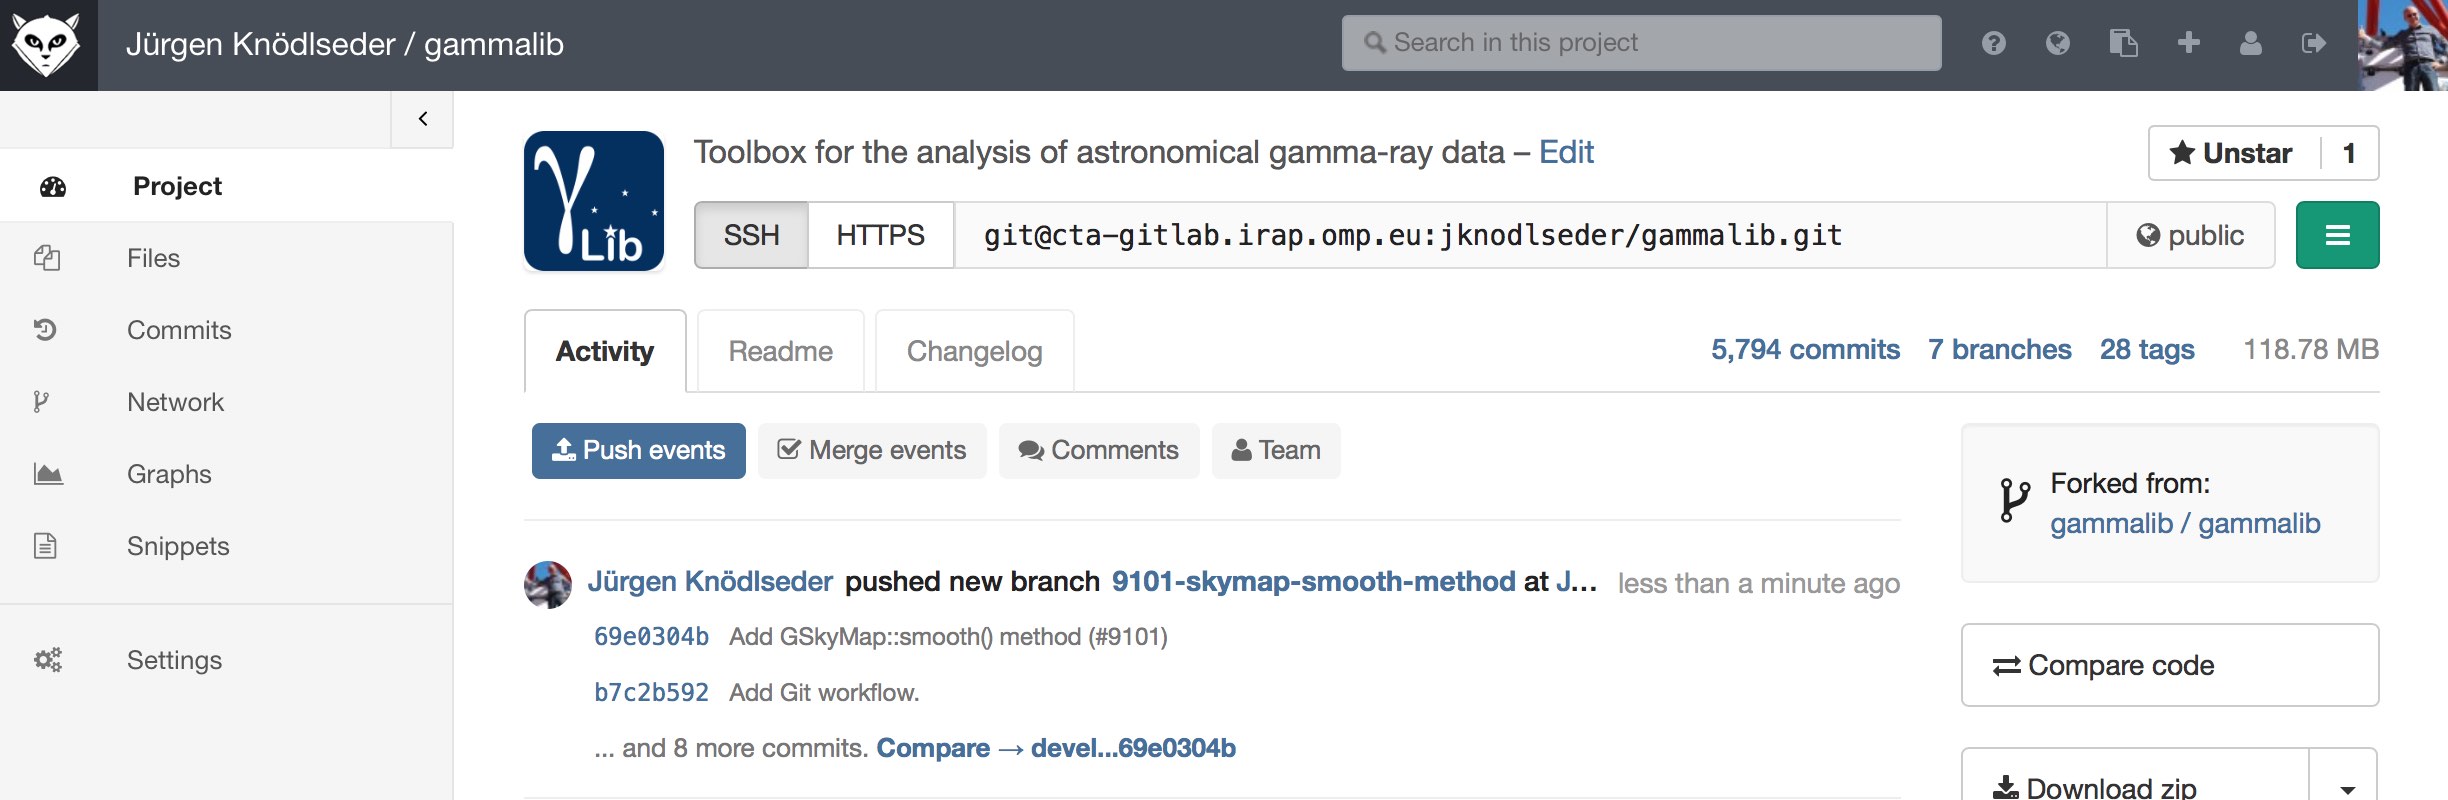 Jürgen Knödlseder / gammalib
Search in this project
Project
Files
Commits
Network
Graphs
Snippets
Settings
γ Lib
Toolbox for the analysis of astronomical gamma-ray data – Edit
Unstar 1
SSH HTTPS git@cta-gitlab.irap.omp.eu:jknodlseder/gammalib.git public
Activity Readme Changelog
5,794 commits 7 branches 28 tags 118.78 MB
Push events Merge events Comments Team
Jürgen Knödlseder pushed new branch 9101-skymap-smooth-method at J... less than a minute ago
69e0304b Add GSkyMap::smooth() method (#9101)
b7c2b592 Add Git workflow.
... and 8 more commits. Compare → devel...69e0304b
Forked from:
gammalib / gammalib
Compare code
Download zip